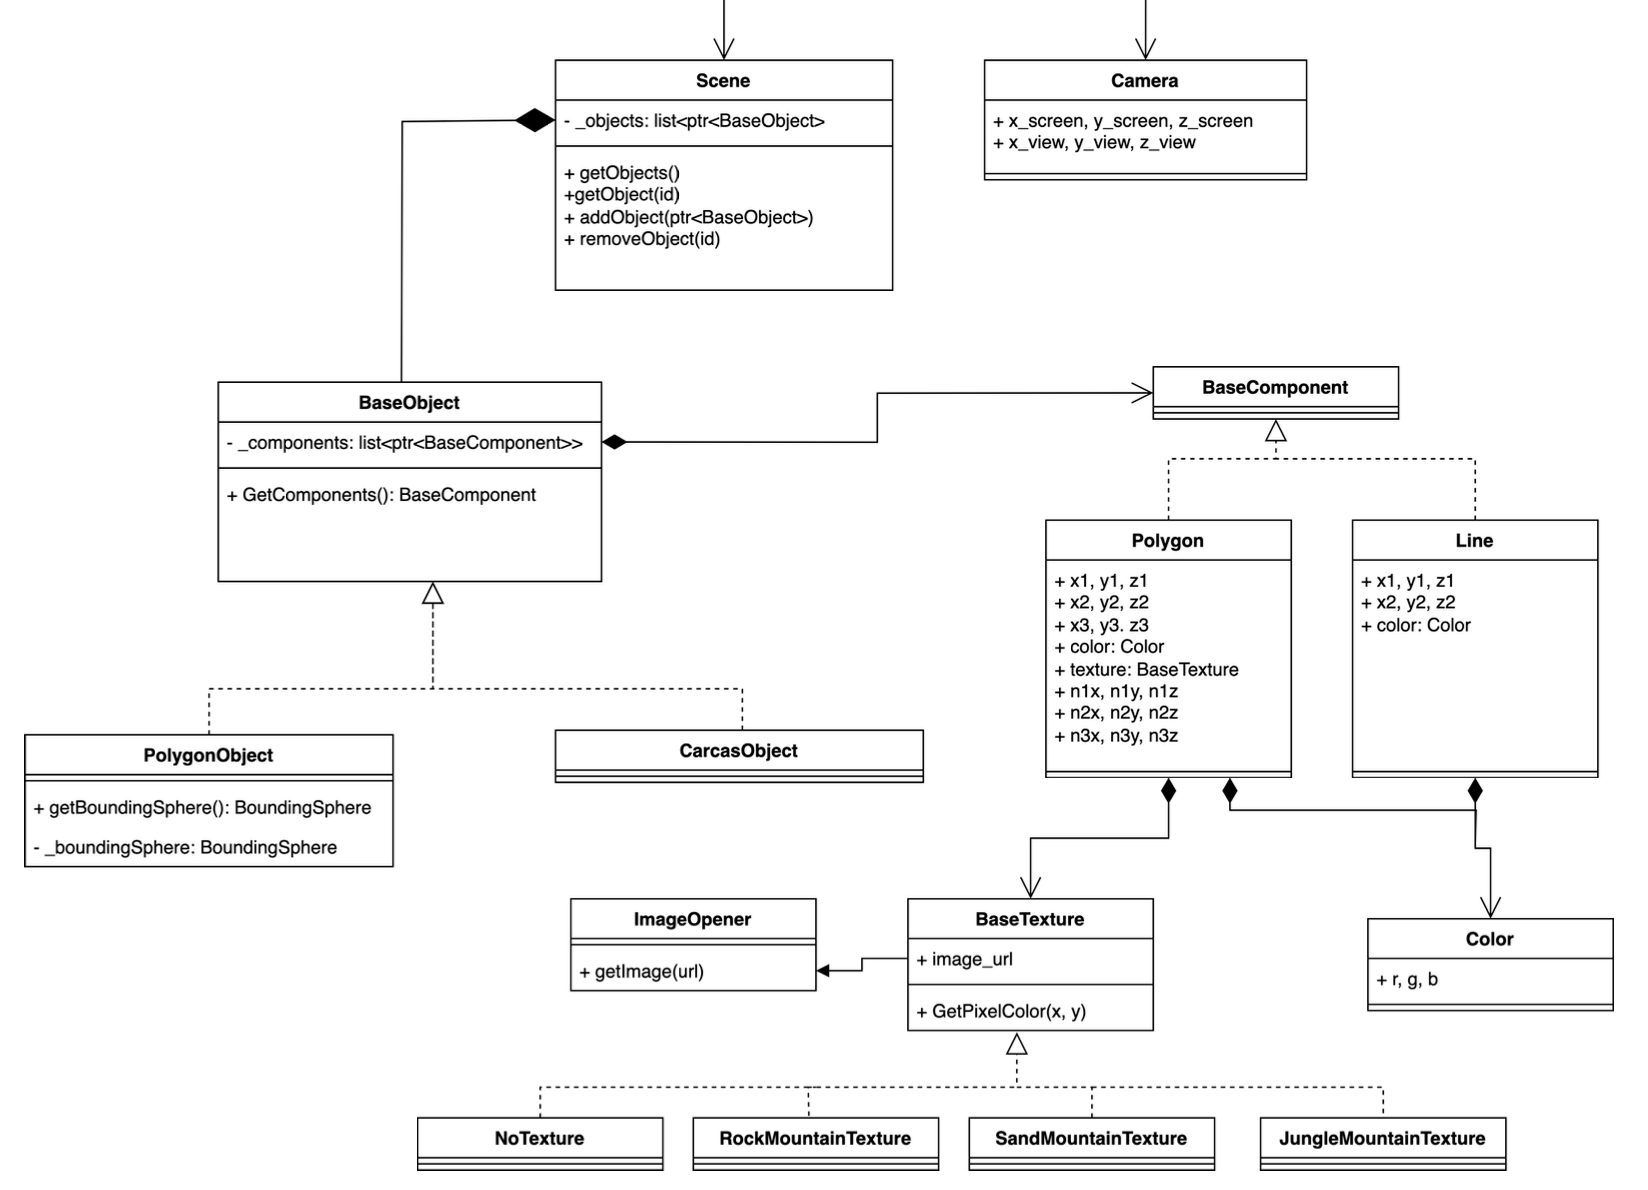 Scene
- _objects: list<ptr<BaseObject>
+ getObjects()
+getObject(id)
+ addObject(ptr<BaseObject>)
+ removeObject(id)
Camera
+ x_screen, y_screen, z_screen
+ x_view, y_view, z_view
BaseObject
- _components: list<ptr<BaseComponent>>
+ GetComponents(): BaseComponent
BaseComponent
Polygon
+ x1, y1, z1
+ x2, y2, z2
+ x3, y3. z3
+ color: Color
+ texture: BaseTexture
+ n1x, n1y, n1z
+ n2x, n2y, n2z
+ n3x, n3y, n3z
Line
+ x1, y1, z1
+ x2, y2, z2
+ color: Color
PolygonObject
+ getBoundingSphere(): BoundingSphere
- _boundingSphere: BoundingSphere
CarcasObject
ImageOpener
+ getImage(url)
BaseTexture
+ image_url
+ GetPixelColor(x, y)
Color
+ r, g, b
NoTexture
RockMountainTexture
SandMountainTexture
JungleMountainTexture